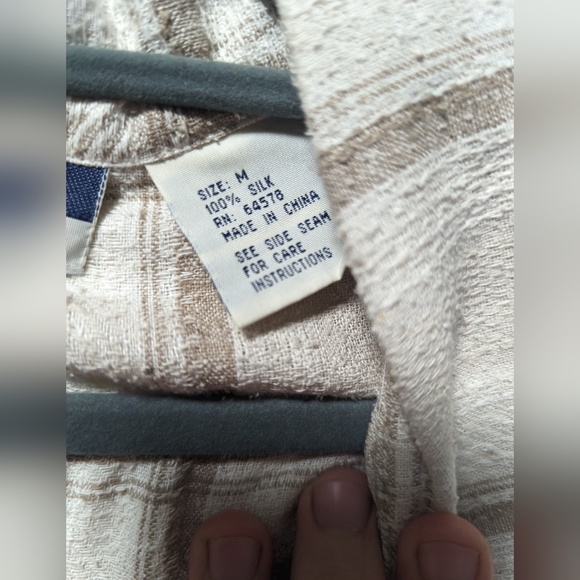 SIZE: M
100% SILK
RN: 64578
MADE IN CHINA
SEE SIDE SEAM
FOR CARE
INSTRUCTIONS